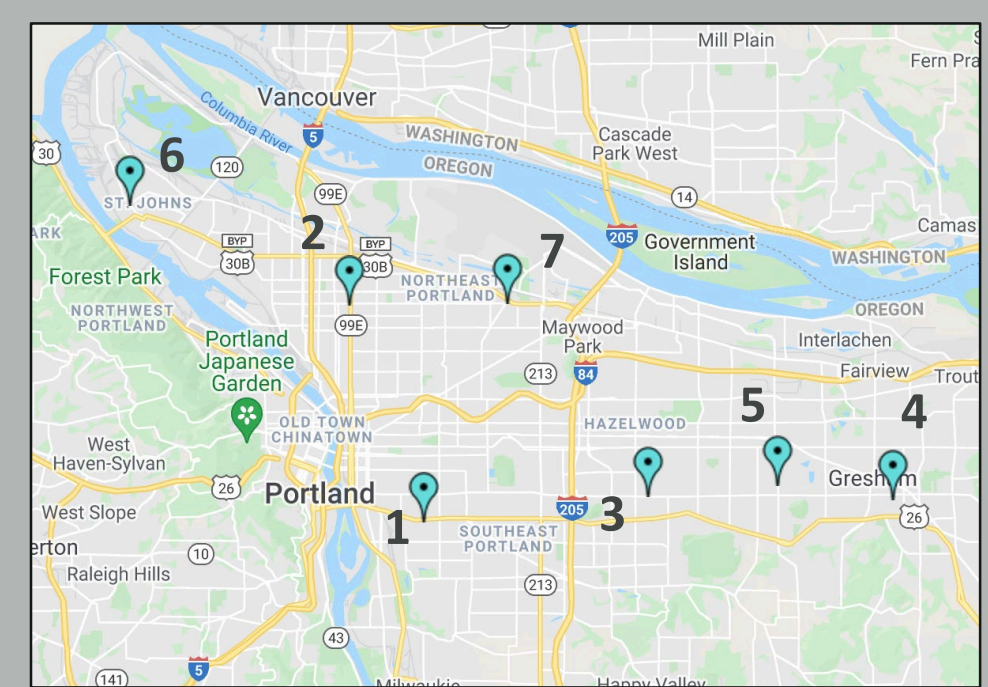 Mill Plain
Fern Pra
Vancouver
Columbia River
5
WASHINGTON
OREGON
Cascade
Park West
30
6
120
99E
14
ST. JOHNS
ARK
2
BYP
30B
BYP
30B
7
205
Government
Island
Camas
WASHINGTON
OREGON
Forest Park
NORTHEAST
PORTLAND
NORTHWEST
PORTLAND
99E
Maywood
Park
Interlachen
Portland
Japanese
Garden
213
84
Fairview
Trout
5
4
OLD TOWN
CHINATOWN
HAZELWOOD
West
Haven-Sylvan
26
Portland
Gresham
West Slope
1
205
3
26
SOUTHEAST
PORTLAND
erton
10
Raleigh Hills
213
43
5
141
Milwaukie
Happy Valley